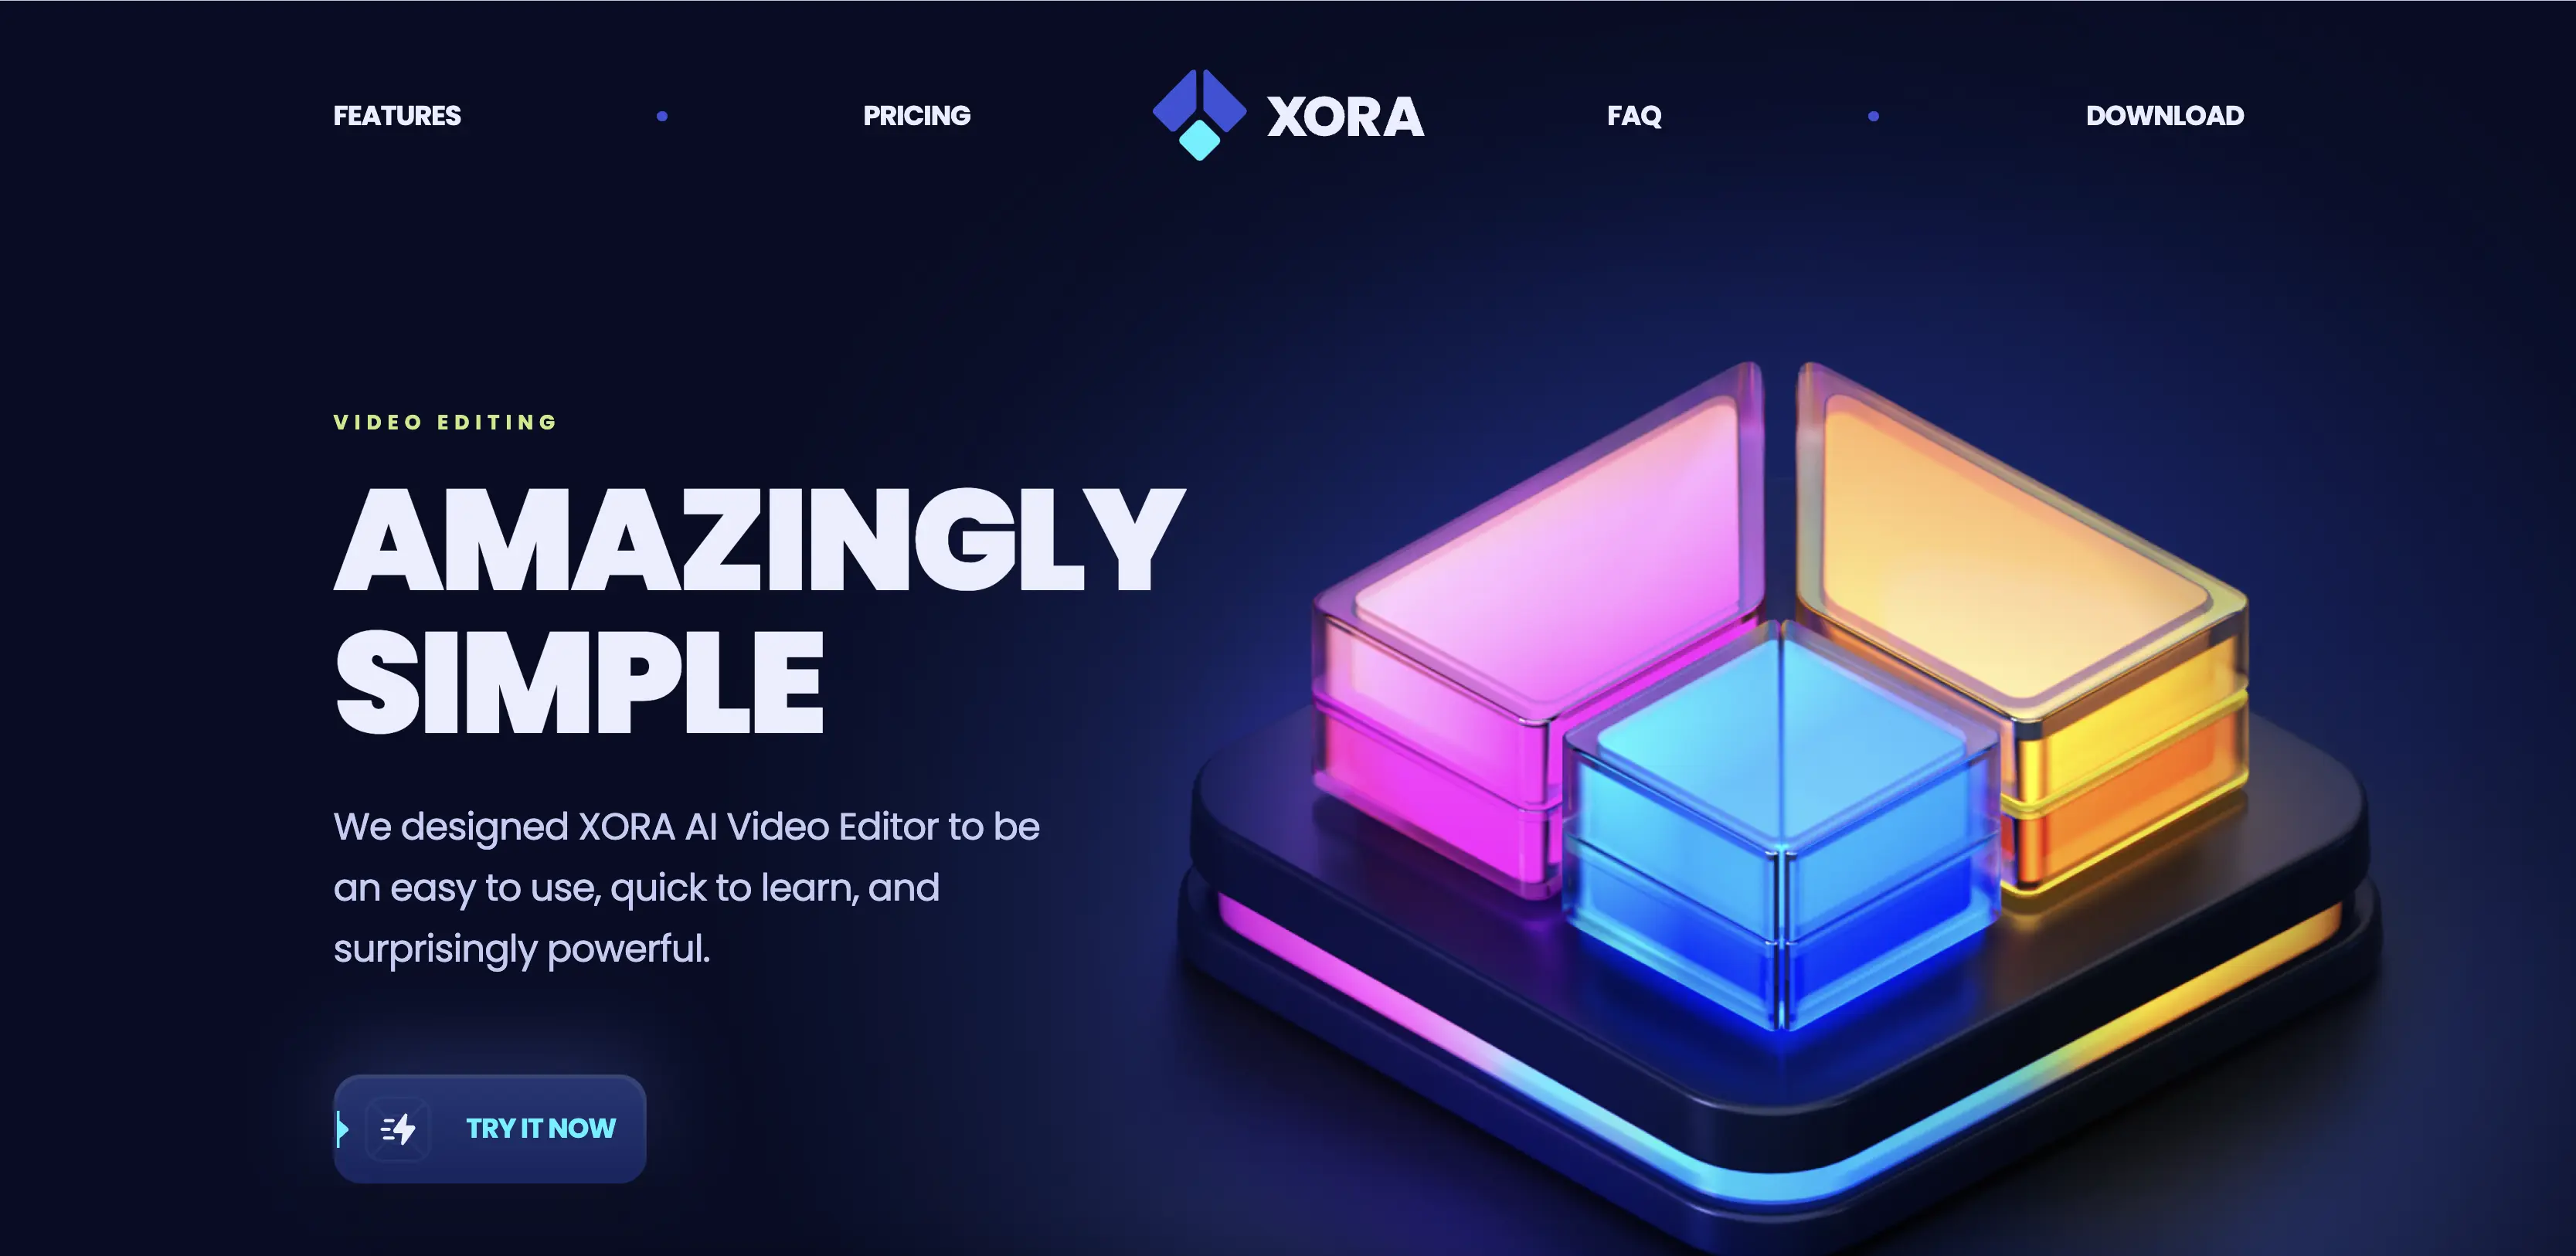 FEATURES
PRICING
XORA
FAQ
DOWNLOAD
VIDEO EDITING
AMAZINGLY
SIMPLE
We designed XORA AI Video Editor to be
an easy to use, quick to learn, and
surprisingly powerful.
TRY IT NOW